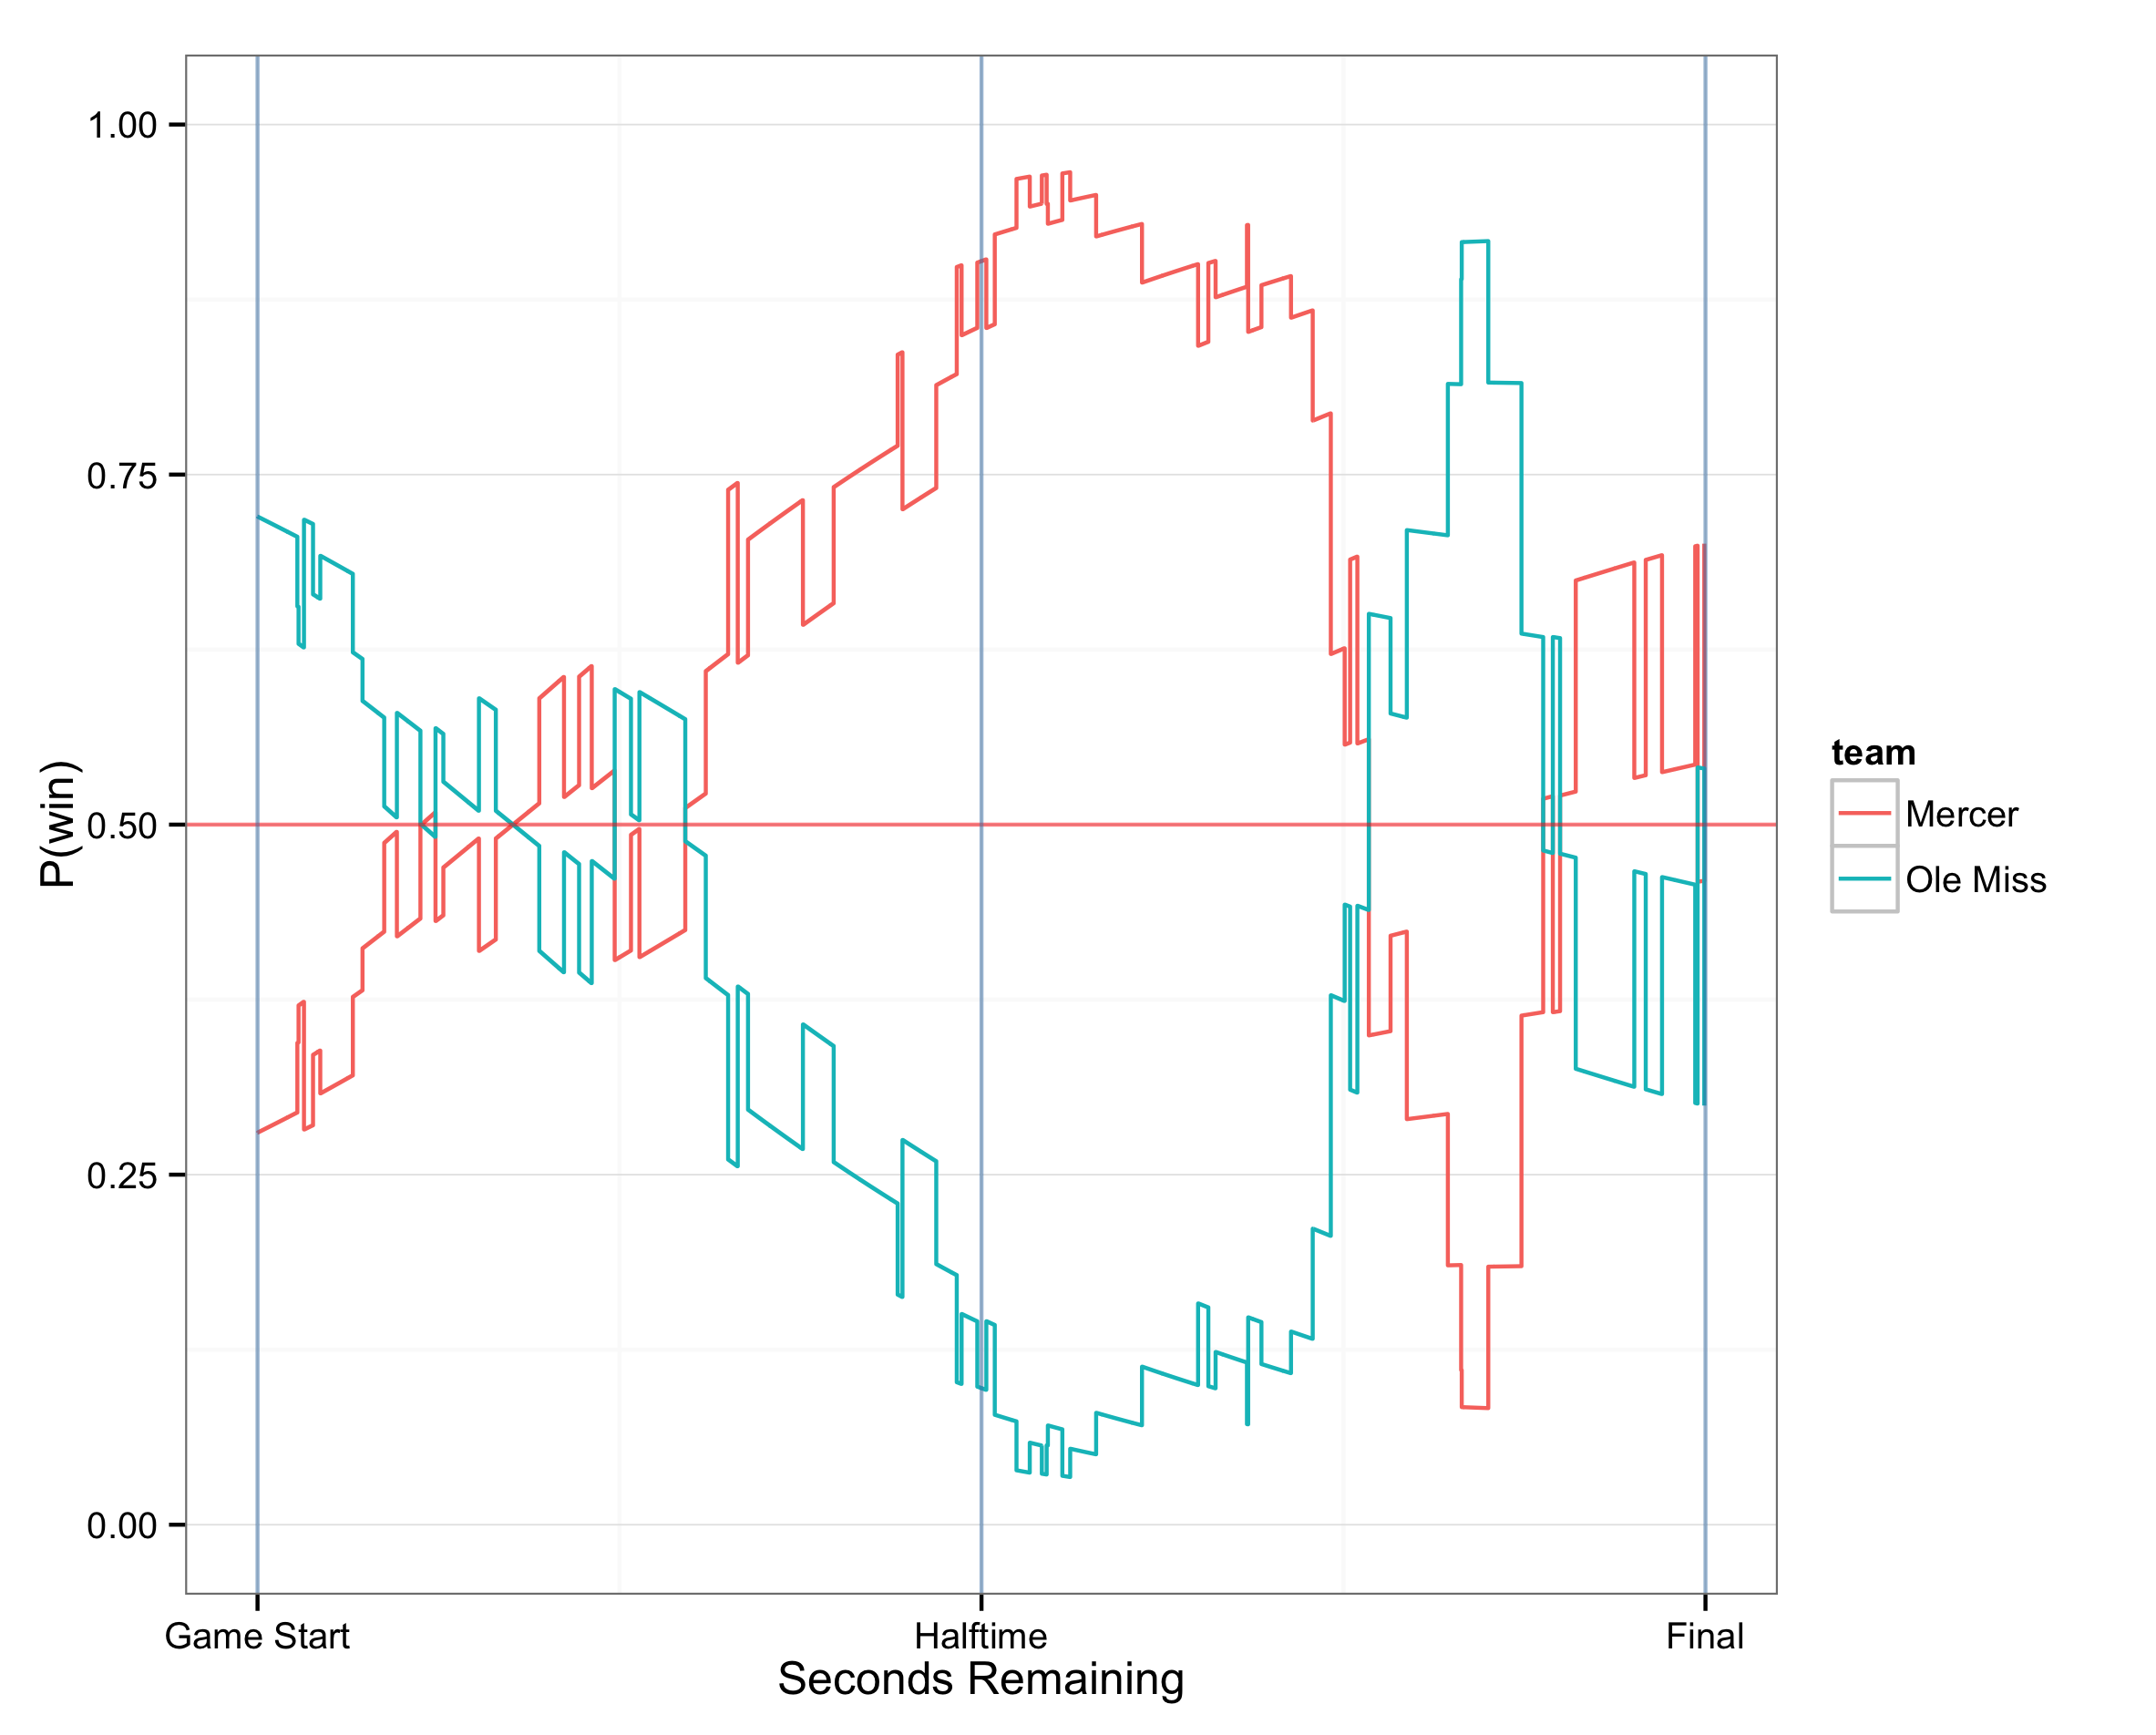 1.00
0.75
0.50
0.25
0.00
P(win)
Game Start
Halftime
Final
Seconds Remaining
team
Mercer
Ole Miss